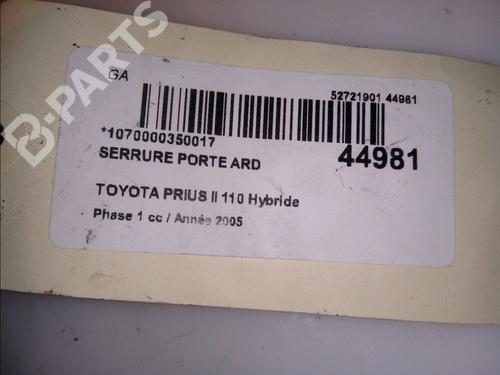 B-PARTS
GA
52721901 44981
*1070000350017
44981
SERRURE PORTE ARD
TOYOTA PRIUS II 110 Hybride
Phase 1 cc / Année 2005